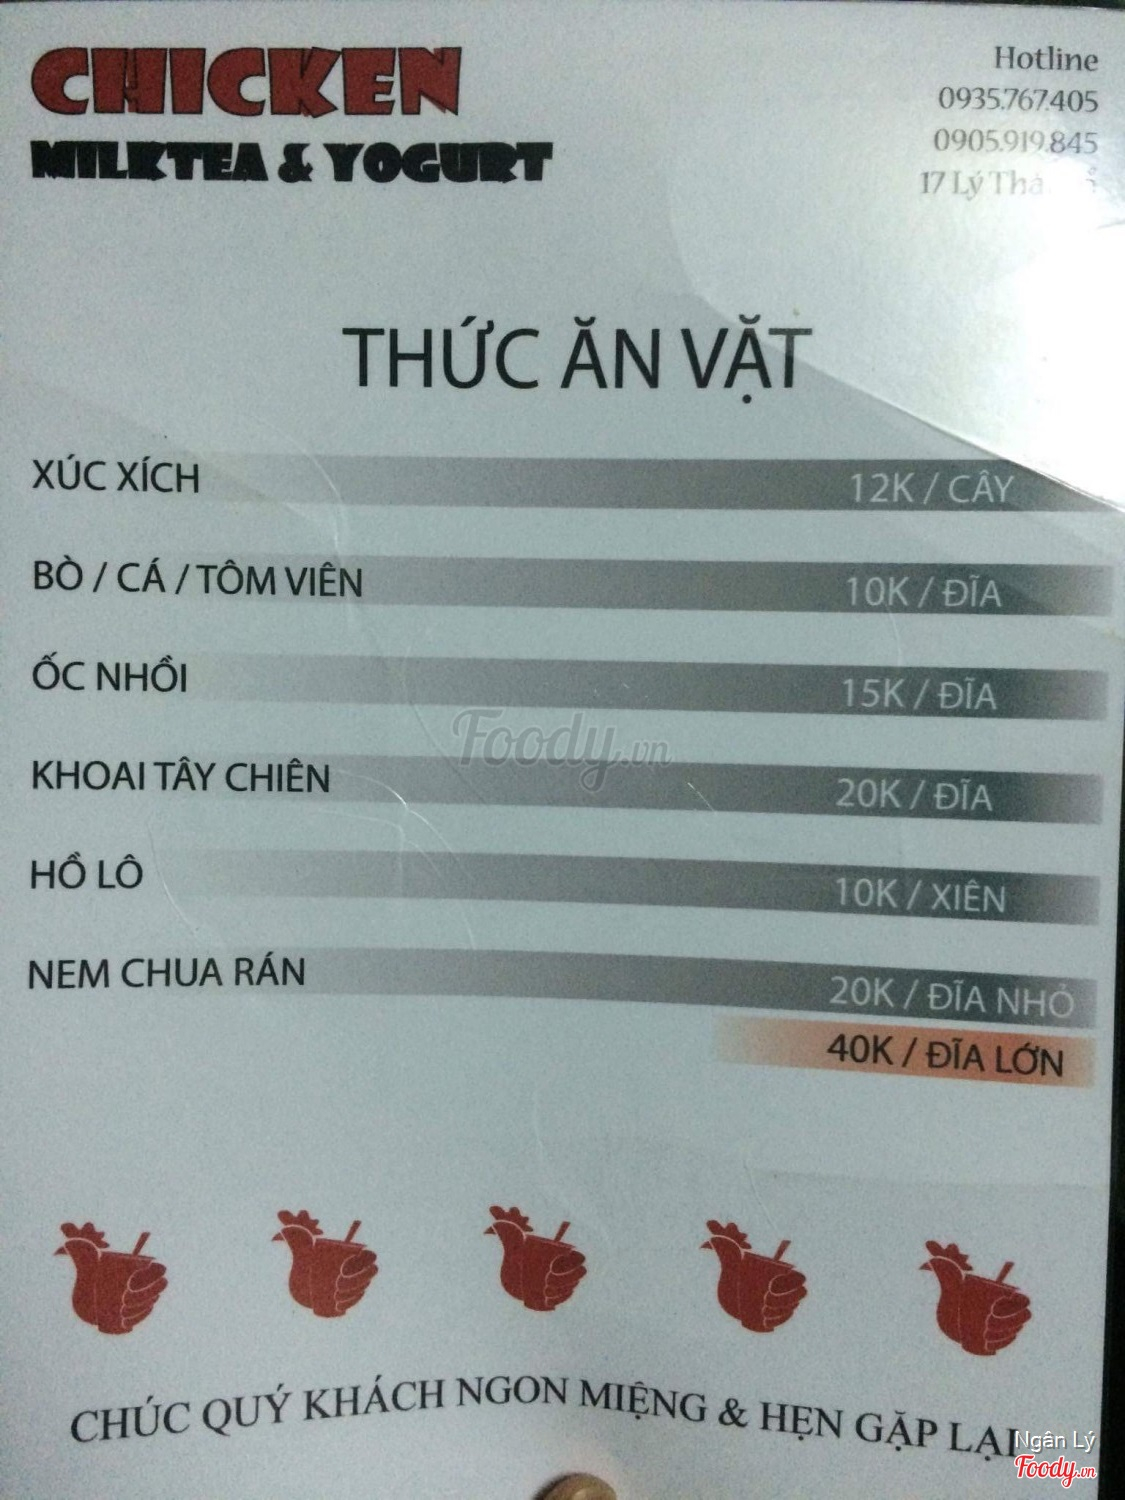 CHICKEN
MILKTEA & YOGURT
Hotline
0935.767.405
0905.919.845
17 Lý
THỨC ĂN VẶT
XÚC XÍCH 12K / CÂY
BÒ / CÁ / TÔM VIÊN 10K / ĐĨA
ỐC NHỒI 15K / ĐĨA
Foody.vn
KHOAI TÂY CHIÊN 20K / ĐĨA
HỒ LÔ 10K / XIÊN
NEM CHUA RÁN 20K / ĐĨA NHỎ
40K / ĐĨA LỚN
CHÚC QUÝ KHÁCH NGON MIỆNG & HẸN GẶP LẠI
Ngân Lý
Foody.vn